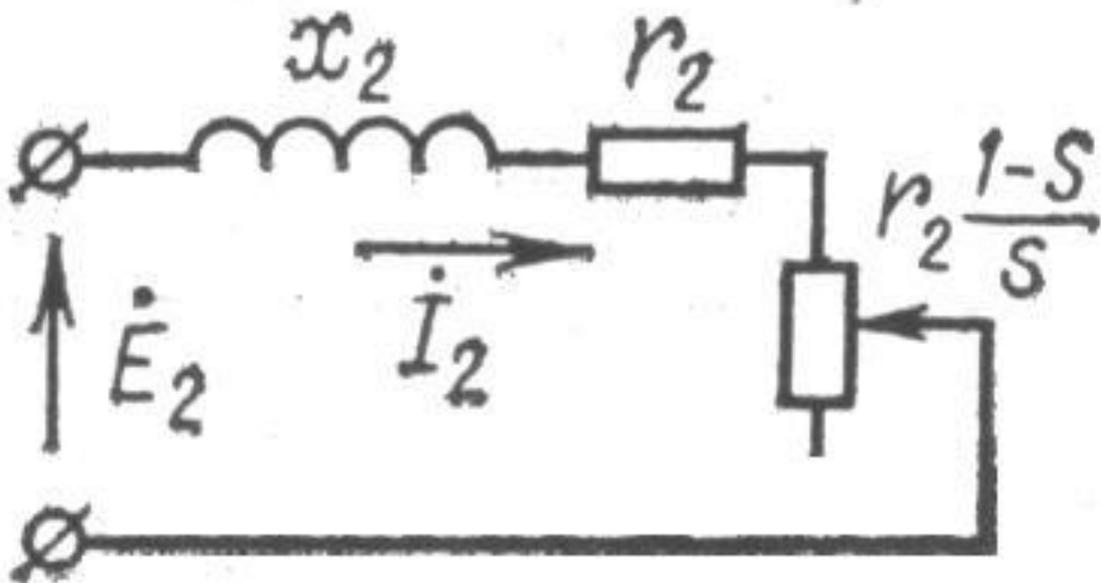 x₂
r₂
r₂ 1-S/S
İ₂
Ė₂